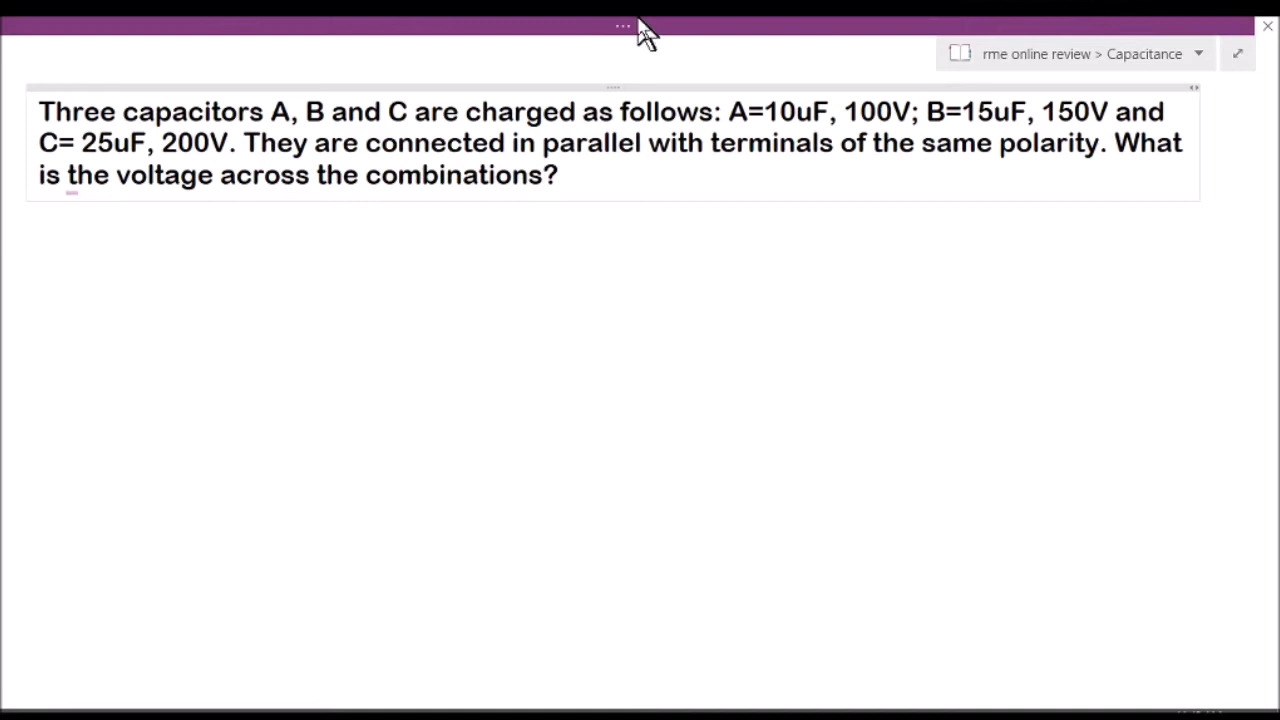 rme online review > Capacitance
Three capacitors A, B and C are charged as follows: A=10uF, 100V; B=15uF, 150V and
C= 25uF, 200V. They are connected in parallel with terminals of the same polarity. What
is the voltage across the combinations?